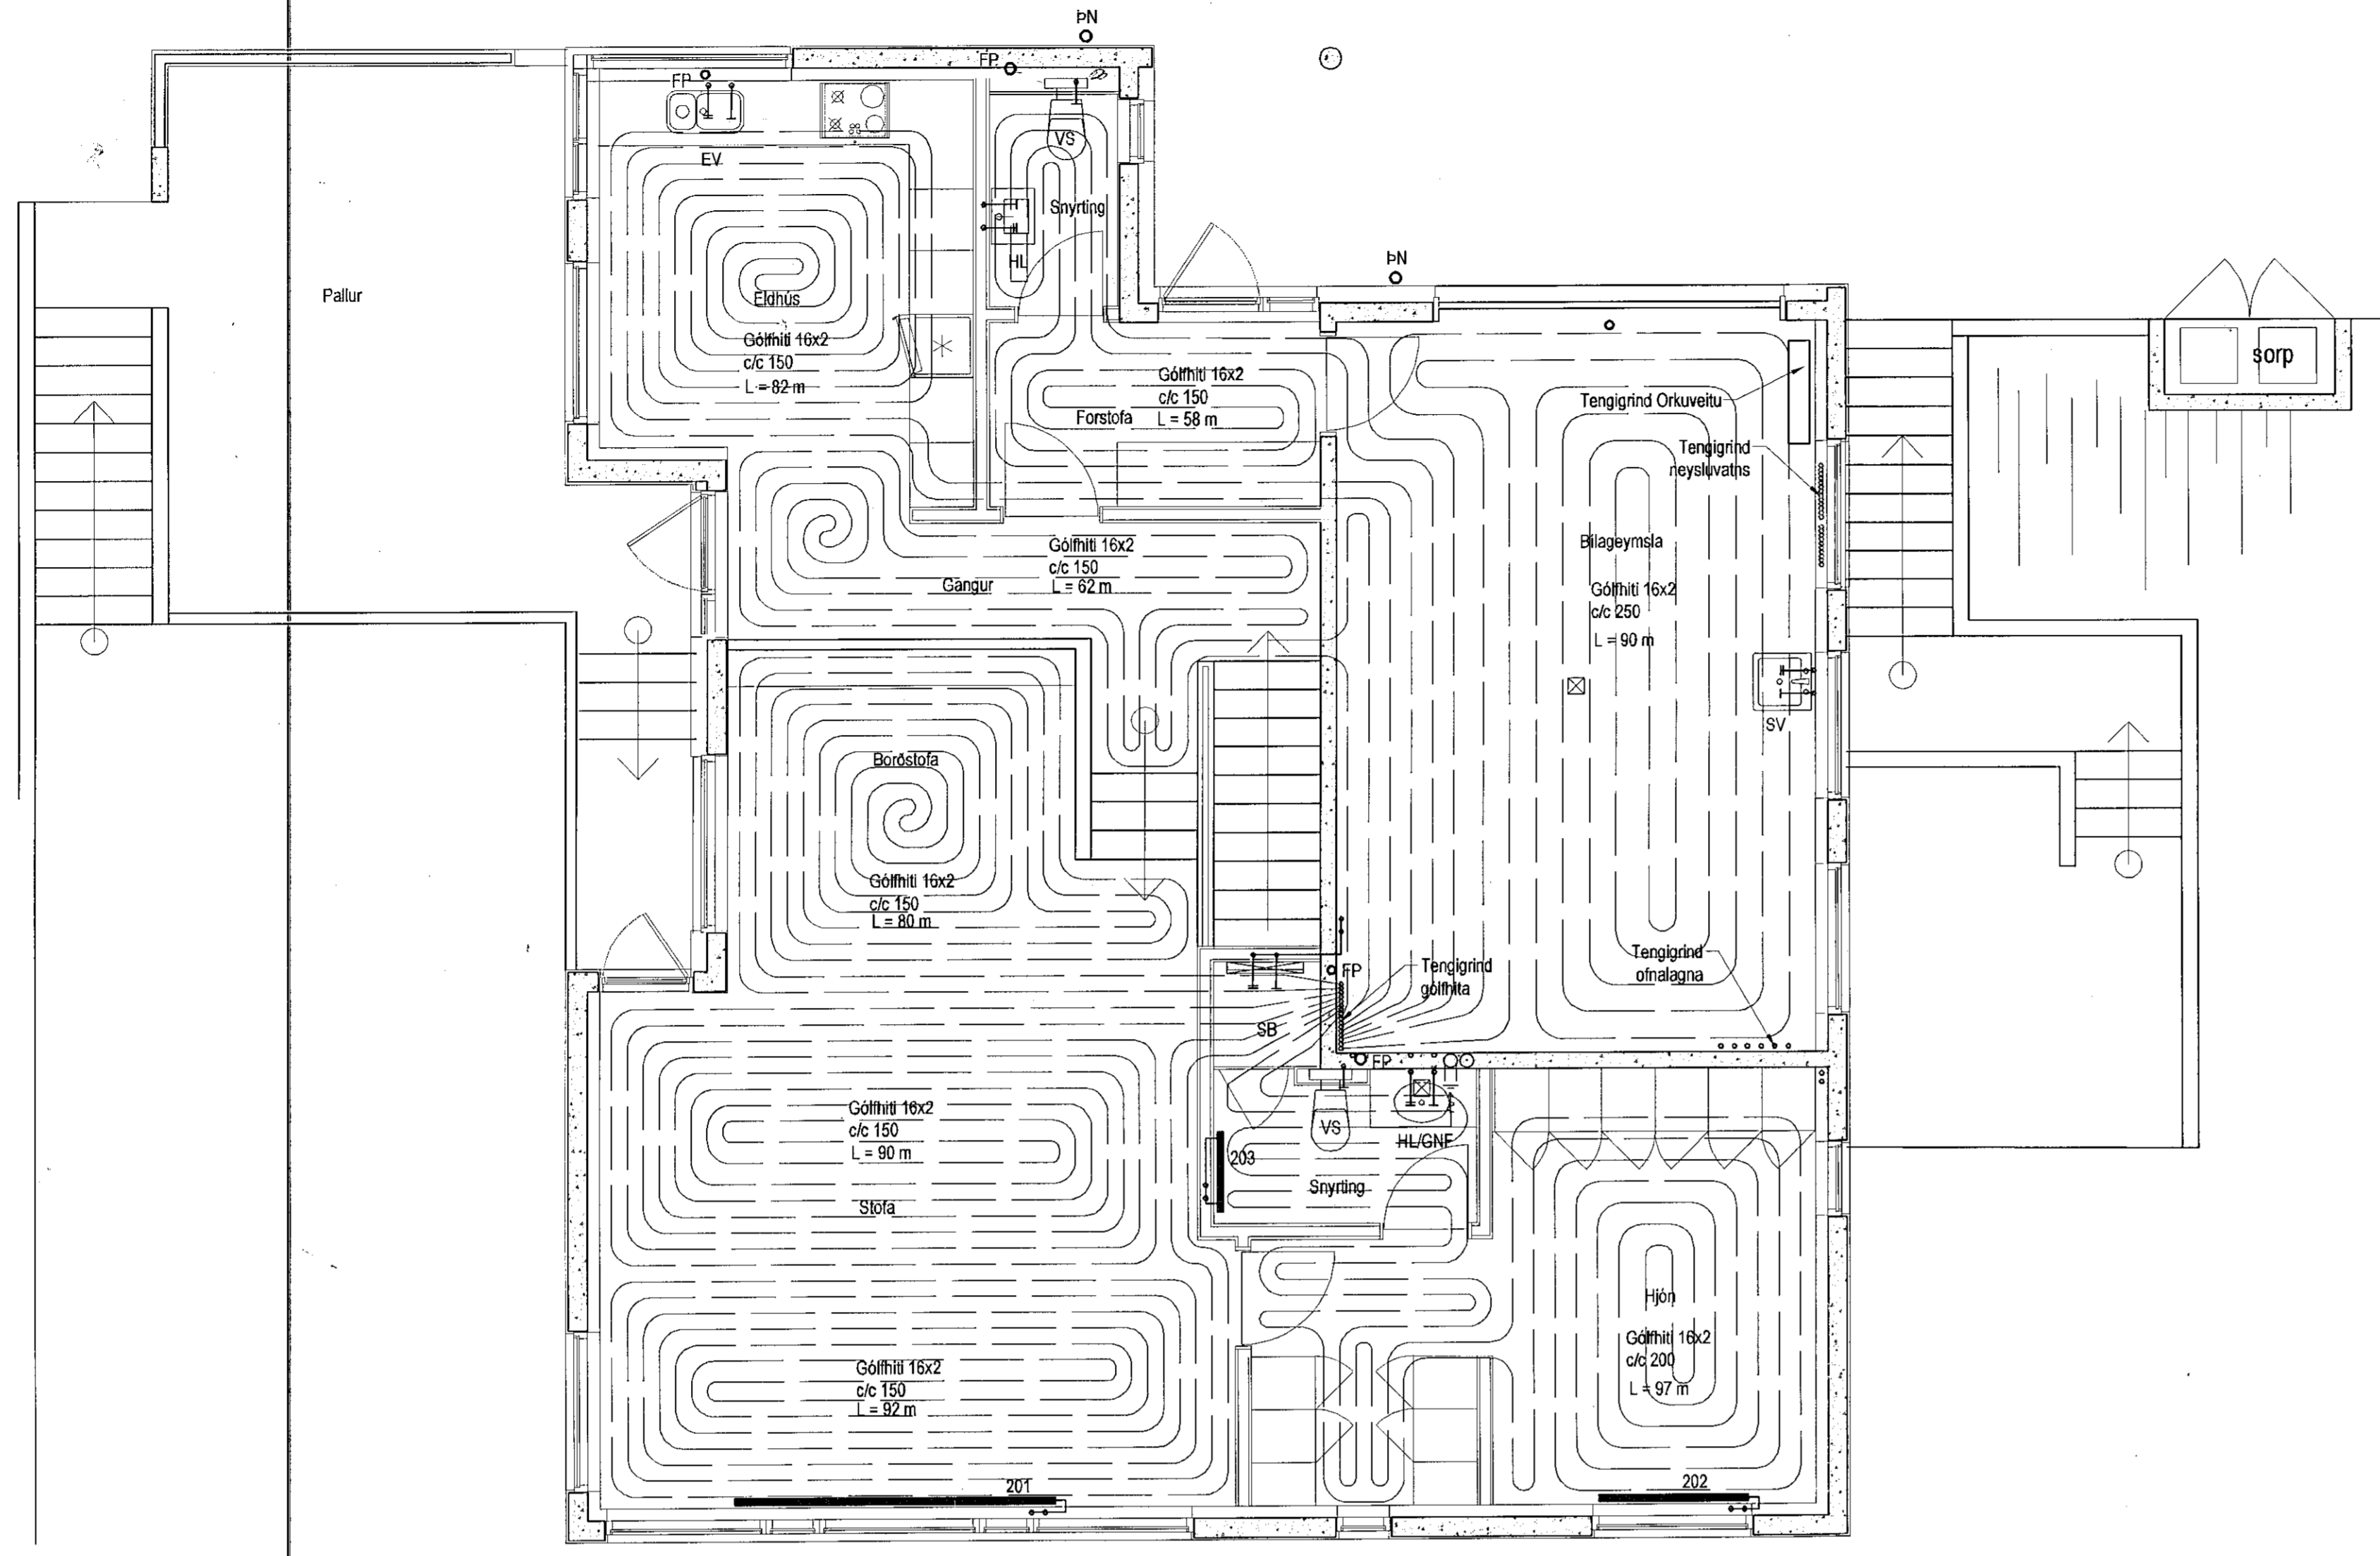 ÞN
FP
FP
EV
VS
Snyrting
HL
Pallur
Eldhús
Gólfhiti 16x2
c/c 150
L = 82 m
ÞN
Gólfhiti 16x2
c/c 150
Forstofa
L = 58 m
sorp
Tengigrind Orkuveitu
Tengigrind
neysluvatns
Bílageymsla
Gólfhiti 16x2
c/c 250
L = 90 m
Gólfhiti 16x2
c/c 150
Gangur
L = 62 m
SV
Borðstofa
Gólfhiti 16x2
c/c 150
L = 80 m
FP
Tengigrind
gólfhita
Tengigrind
ofnalagna
SB
FP
Gólfhiti 16x2
c/c 150
L = 90 m
VS
HL/GNF
203
Snyrting
Stofa
Hjón
Gólfhiti 16x2
c/c 200
L = 97 m
Gólfhiti 16x2
c/c 150
L = 92 m
201
202